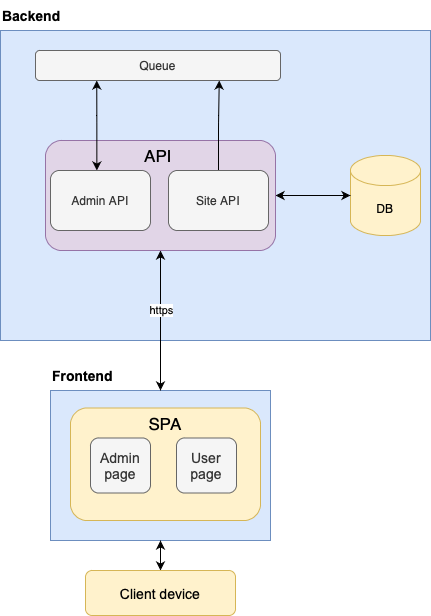 Backend
Queue
API
Admin API
Site API
DB
https
Frontend
SPA
Admin
page
User
page
Client device